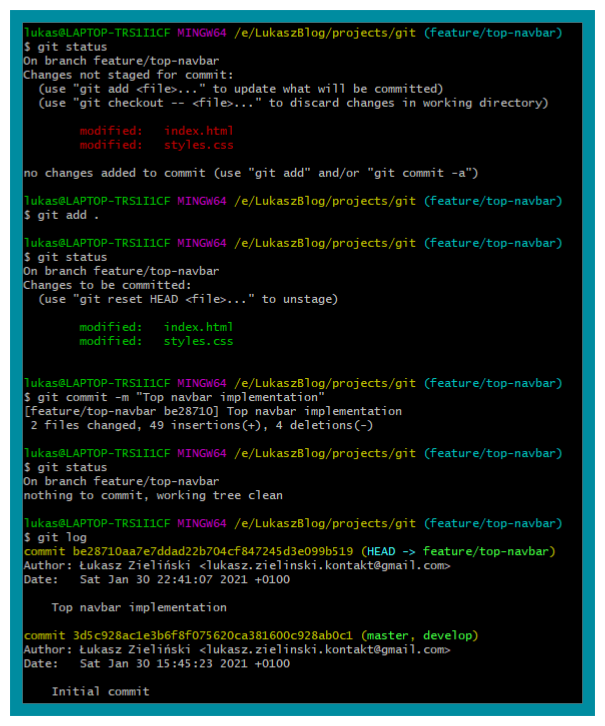 lukas@LAPTOP-TRS1I1CF MINGW64 /e/LukaszBlog/projects/git (feature/top-navbar)
$ git status
On branch feature/top-navbar
Changes not staged for commit:
  (use "git add <file>..." to update what will be committed)
  (use "git checkout -- <file>..." to discard changes in working directory)
        modified:   index.html
        modified:   styles.css
no changes added to commit (use "git add" and/or "git commit -a")
lukas@LAPTOP-TRS1I1CF MINGW64 /e/LukaszBlog/projects/git (feature/top-navbar)
$ git add .
lukas@LAPTOP-TRS1I1CF MINGW64 /e/LukaszBlog/projects/git (feature/top-navbar)
$ git status
On branch feature/top-navbar
Changes to be committed:
  (use "git reset HEAD <file>..." to unstage)
        modified:   index.html
        modified:   styles.css
lukas@LAPTOP-TRS1I1CF MINGW64 /e/LukaszBlog/projects/git (feature/top-navbar)
$ git commit -m "Top navbar implementation"
[feature/top-navbar be28710] Top navbar implementation
 2 files changed, 49 insertions(+), 4 deletions(-)
lukas@LAPTOP-TRS1I1CF MINGW64 /e/LukaszBlog/projects/git (feature/top-navbar)
$ git status
On branch feature/top-navbar
nothing to commit, working tree clean
lukas@LAPTOP-TRS1I1CF MINGW64 /e/LukaszBlog/projects/git (feature/top-navbar)
$ git log
commit be28710aa7e7ddad22b704cf847245d3e099b519 (HEAD -> feature/top-navbar)
Author: Łukasz Zieliński <lukasz.zielinski.kontakt@gmail.com>
Date:   Sat Jan 30 22:41:07 2021 +0100
    Top navbar implementation
commit 3d5c928ac1e3b6f8f075620ca381600c928ab0c1 (master, develop)
Author: Łukasz Zieliński <lukasz.zielinski.kontakt@gmail.com>
Date:   Sat Jan 30 15:45:23 2021 +0100
    Initial commit